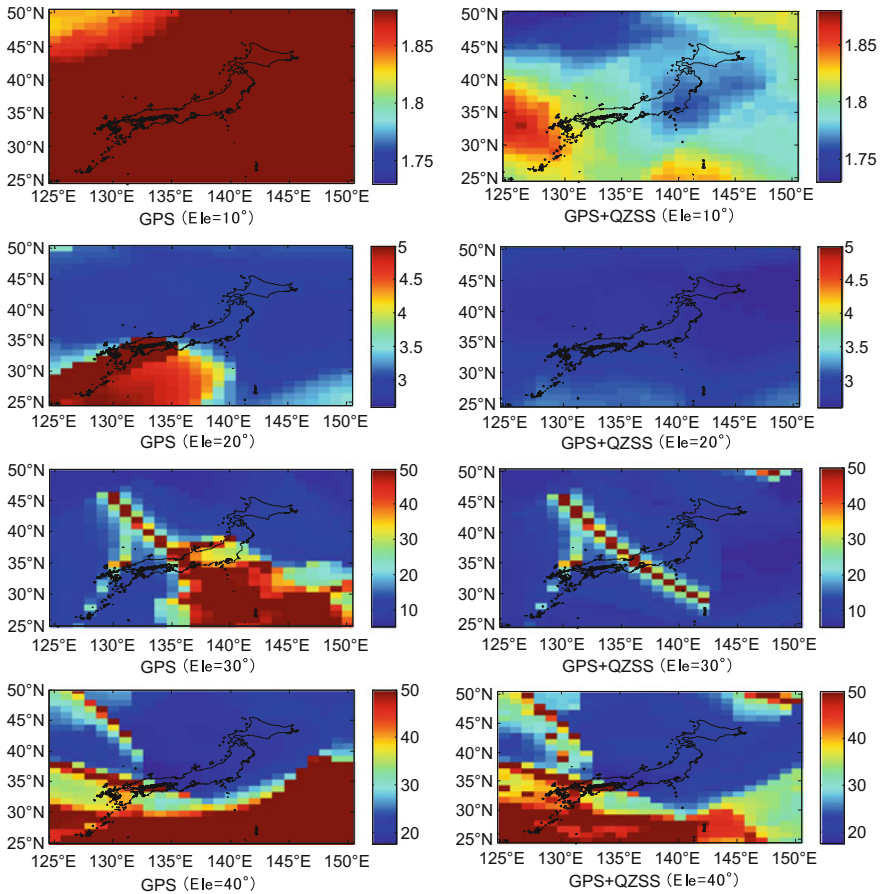 50°N
45°N
40°N
35°N
30°N
25°N
125°E 130°E 135°E 140°E 145°E 150°E
GPS (Ele=10°)
1.85
1.8
1.75
50°N
45°N
40°N
35°N
30°N
25°N
125°E 130°E 135°E 140°E 145°E 150°E
GPS+QZSS (Ele=10°)
1.85
1.8
1.75
50°N
45°N
40°N
35°N
30°N
25°N
125°E 130°E 135°E 140°E 145°E 150°E
GPS (Ele=20°)
5
4.5
4
3.5
3
50°N
45°N
40°N
35°N
30°N
25°N
125°E 130°E 135°E 140°E 145°E 150°E
GPS+QZSS (Ele=20°)
5
4.5
4
3.5
3
50°N
45°N
40°N
35°N
30°N
25°N
125°E 130°E 135°E 140°E 145°E 150°E
GPS (Ele=30°)
50
40
30
20
10
50°N
45°N
40°N
35°N
30°N
25°N
125°E 130°E 135°E 140°E 145°E 150°E
GPS+QZSS (Ele=30°)
50
40
30
20
10
50°N
45°N
40°N
35°N
30°N
25°N
125°E 130°E 135°E 140°E 145°E 150°E
GPS (Ele=40°)
50
40
30
20
50°N
45°N
40°N
35°N
30°N
25°N
125°E 130°E 135°E 140°E 145°E 150°E
GPS+QZSS (Ele=40°)
50
40
30
20